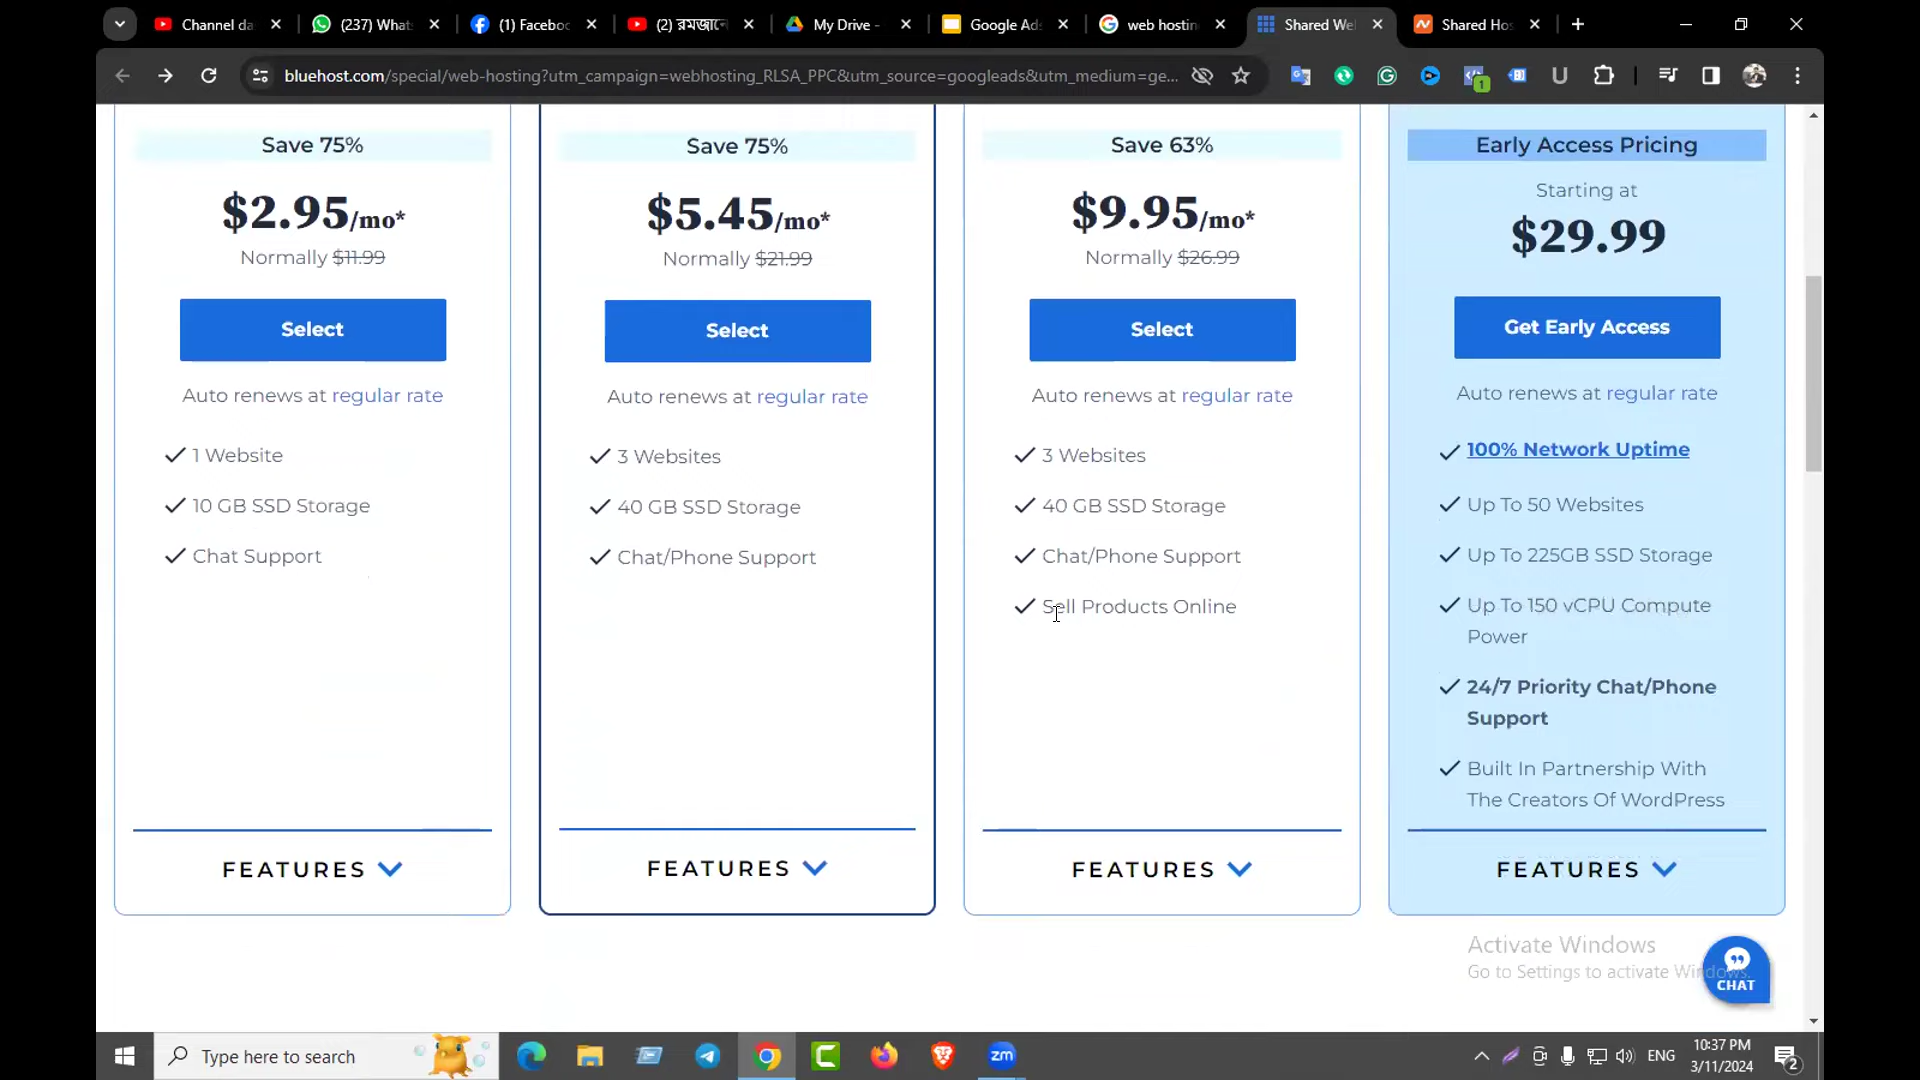 Channel da
(237) What
(1) Faceboo
(2) রমজানে
My Drive -
Google Ads
web hostin
Shared We
Shared Hos
bluehost.com/special/web-hosting?utm_campaign=webhosting_RLSA_PPC&utm_source=googleads&utm_medium=ge...
Save 75%
$2.95/mo*
Normally $11.99
Select
Auto renews at regular rate
1 Website
10 GB SSD Storage
Chat Support
FEATURES
Save 75%
$5.45/mo*
Normally $21.99
Select
Auto renews at regular rate
3 Websites
40 GB SSD Storage
Chat/Phone Support
FEATURES
Save 63%
$9.95/mo*
Normally $26.99
Select
Auto renews at regular rate
3 Websites
40 GB SSD Storage
Chat/Phone Support
Sell Products Online
FEATURES
Early Access Pricing
Starting at
$29.99
Get Early Access
Auto renews at regular rate
100% Network Uptime
Up To 50 Websites
Up To 225GB SSD Storage
Up To 150 vCPU Compute
Power
24/7 Priority Chat/Phone
Support
Built In Partnership With
The Creators Of WordPress
FEATURES
Activate Windows
Go to Settings to activate Windows.
CHAT
Type here to search
zm
ENG
10:37 PM
3/11/2024
2